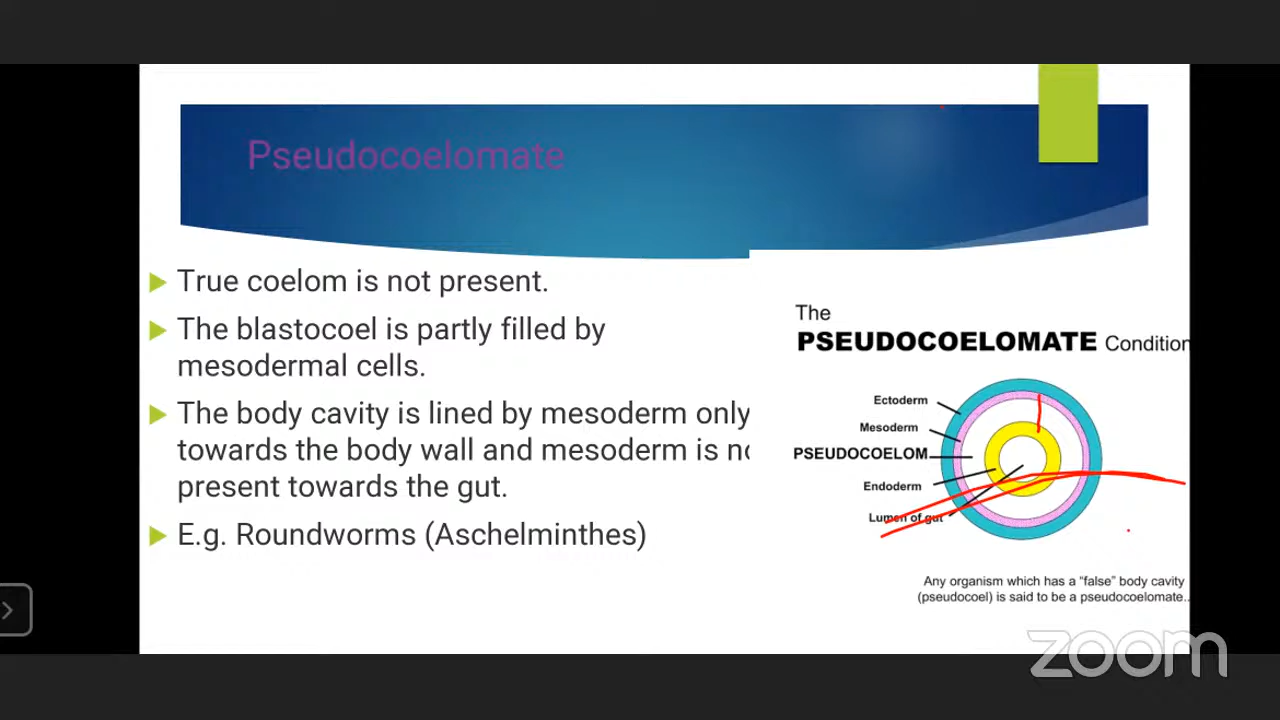 Pseudocoelomate
True coelom is not present.
The blastocoel is partly filled by
mesodermal cells.
The body cavity is lined by mesoderm only
towards the body wall and mesoderm is
present towards the gut.
E.g. Roundworms (Aschelminthes)
The
PSEUDOCOELOMATE Condition
Ectoderm
Mesoderm
PSEUDOCOELOM
Endoderm
Lumen of gut
Any organism which has a “false” body cavity
(pseudocoel) is said to be a pseudocoelomate..
zoom